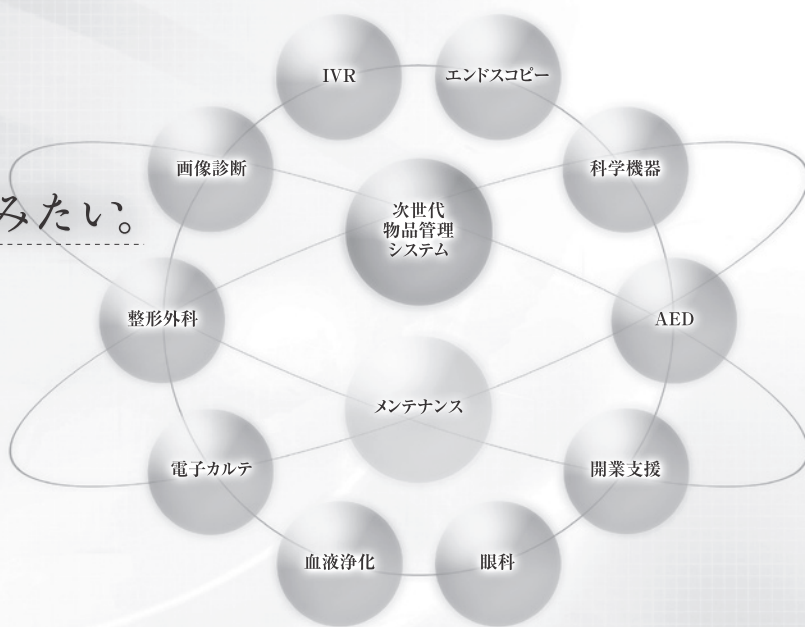 IVR
エンドスコピー
画像診断
科学機器
みたい。
次世代
物品管理
システム
整形外科
AED
メンテナンス
電子カルテ
開業支援
血液浄化
眼科